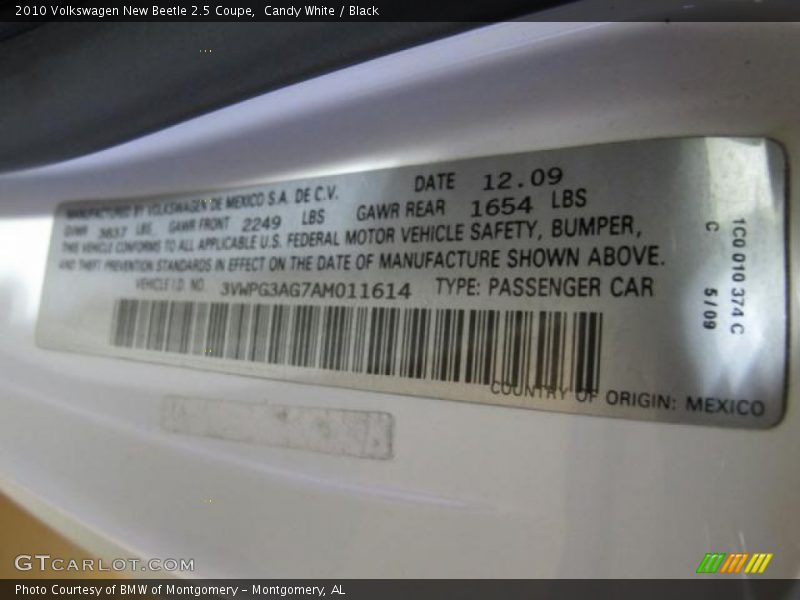 2010 Volkswagen New Beetle 2.5 Coupe, Candy White / Black
MANUFACTURED BY VOLKSWAGEN DE MEXICO S.A. DE C.V. DATE 12.09
GVWR LBS GAWR FRONT 2249 LBS GAWR REAR 1654 LBS
THIS VEHICLE CONFORMS TO ALL APPLICABLE U.S. FEDERAL MOTOR VEHICLE SAFETY, BUMPER,
AND THEFT PREVENTION STANDARDS IN EFFECT ON THE DATE OF MANUFACTURE SHOWN ABOVE.
VEHICLE I.D. NO. 3VWPG3AG7AM011614 TYPE: PASSENGER CAR
COUNTRY OF ORIGIN: MEXICO
1C0 010 374 C
C 5/09
GTCARLOT.COM
Photo Courtesy of BMW of Montgomery – Montgomery, AL